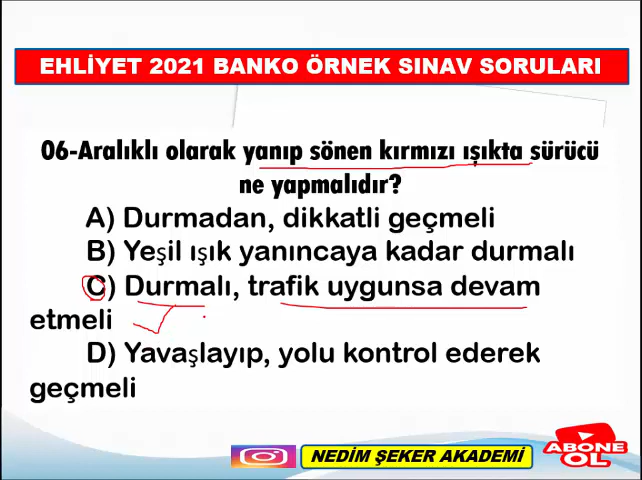 EHLİYET 2021 BANKO ÖRNEK SINAV SORULARI
06-Aralıklı olarak yanıp sönen kırmızı ışıkta sürücü
ne yapmalıdır?
A) Durmadan, dikkatli geçmeli
B) Yeşil ışık yanıncaya kadar durmalı
C) Durmalı, trafik uygunsa devam
etmeli
D) Yavaşlayıp, yolu kontrol ederek
geçmeli
NEDİM ŞEKER AKADEMİ
ABONE
OL